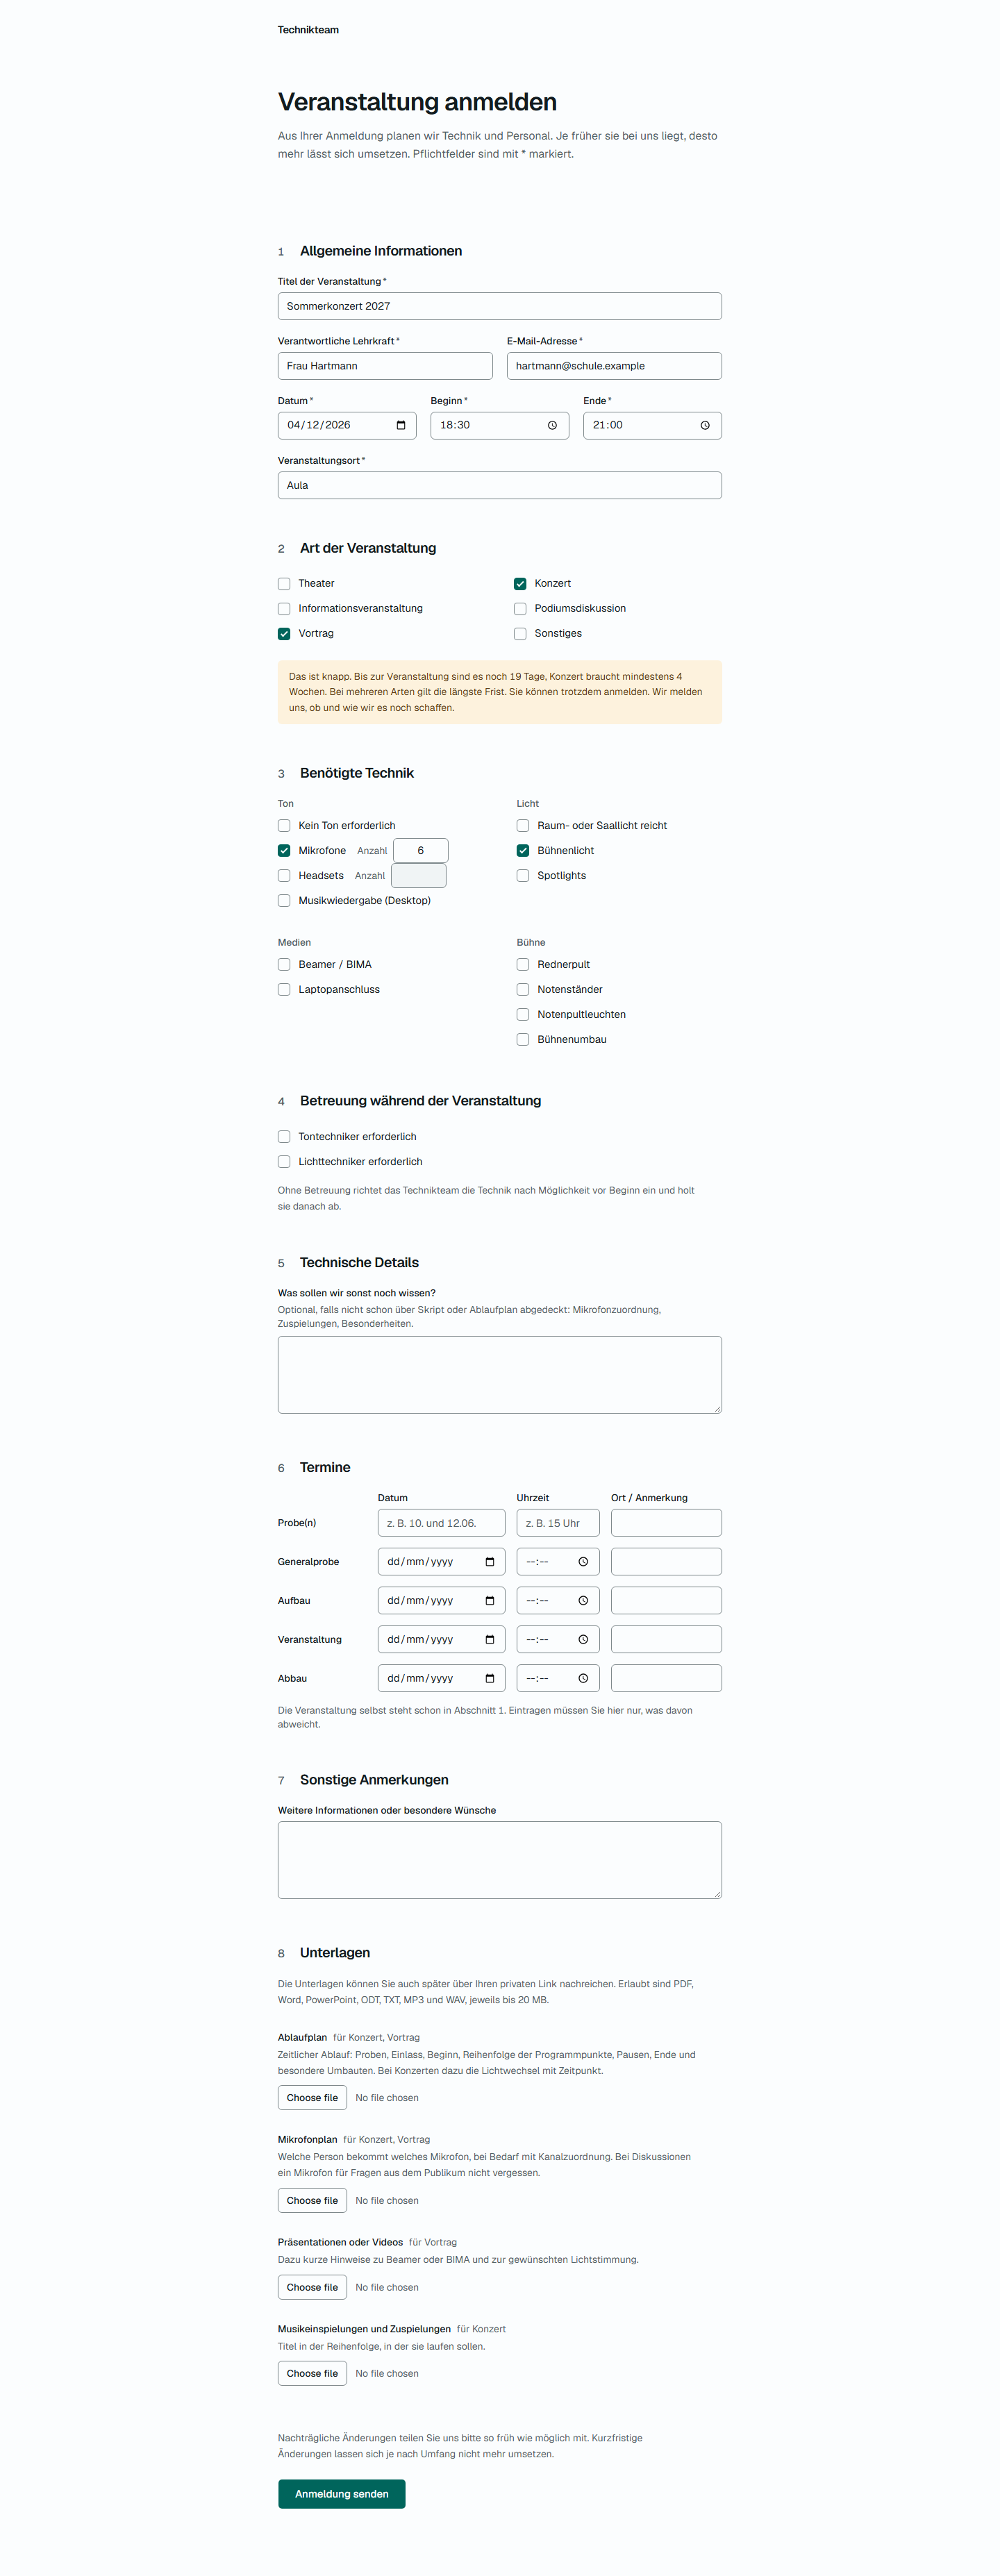 Technikteam
Veranstaltung anmelden
Aus Ihrer Anmeldung planen wir Technik und Personal. Je früher sie bei uns liegt, desto
mehr lässt sich umsetzen. Pflichtfelder sind mit * markiert.
1 Allgemeine Informationen
Titel der Veranstaltung *
Sommerkonzert 2027
Verantwortliche Lehrkraft * E-Mail-Adresse *
Frau Hartmann hartmann@schule.example
Datum * Beginn * Ende *
04/12/2026 18:30 21:00
Veranstaltungsort *
Aula
2 Art der Veranstaltung
Theater Konzert
Informationsveranstaltung Podiumsdiskussion
Vortrag Sonstiges
Das ist knapp. Bis zur Veranstaltung sind es noch 19 Tage, Konzert braucht mindestens 4
Wochen. Bei mehreren Arten gilt die längste Frist. Sie können trotzdem anmelden. Wir melden
uns, ob und wie wir es noch schaffen.
3 Benötigte Technik
Ton Licht
Kein Ton erforderlich Raum- oder Saallicht reicht
Mikrofone Anzahl 6 Bühnenlicht
Headsets Anzahl Spotlights
Musikwiedergabe (Desktop)
Medien Bühne
Beamer / BIMA Rednerpult
Laptopanschluss Notenständer
Notenpultleuchten
Bühnenumbau
4 Betreuung während der Veranstaltung
Tontechniker erforderlich
Lichttechniker erforderlich
Ohne Betreuung richtet das Technikteam die Technik nach Möglichkeit vor Beginn ein und holt
sie danach ab.
5 Technische Details
Was sollen wir sonst noch wissen?
Optional, falls nicht schon über Skript oder Ablaufplan abgedeckt: Mikrofonzuordnung,
Zuspielungen, Besonderheiten.
6 Termine
Datum Uhrzeit Ort / Anmerkung
Probe(n) z. B. 10. und 12.06. z. B. 15 Uhr
Generalprobe dd/mm/yyyy --:--
Aufbau dd/mm/yyyy --:--
Veranstaltung dd/mm/yyyy --:--
Abbau dd/mm/yyyy --:--
Die Veranstaltung selbst steht schon in Abschnitt 1. Eintragen müssen Sie hier nur, was davon
abweicht.
7 Sonstige Anmerkungen
Weitere Informationen oder besondere Wünsche
8 Unterlagen
Die Unterlagen können Sie auch später über Ihren privaten Link nachreichen. Erlaubt sind PDF,
Word, PowerPoint, ODT, TXT, MP3 und WAV, jeweils bis 20 MB.
Ablaufplan für Konzert, Vortrag
Zeitlicher Ablauf: Proben, Einlass, Beginn, Reihenfolge der Programmpunkte, Pausen, Ende und
besondere Umbauten. Bei Konzerten dazu die Lichtwechsel mit Zeitpunkt.
Choose file No file chosen
Mikrofonplan für Konzert, Vortrag
Welche Person bekommt welches Mikrofon, bei Bedarf mit Kanalzuordnung. Bei Diskussionen
ein Mikrofon für Fragen aus dem Publikum nicht vergessen.
Choose file No file chosen
Präsentationen oder Videos für Vortrag
Dazu kurze Hinweise zu Beamer oder BIMA und zur gewünschten Lichtstimmung.
Choose file No file chosen
Musikeinspielungen und Zuspielungen für Konzert
Titel in der Reihenfolge, in der sie laufen sollen.
Choose file No file chosen
Nachträgliche Änderungen teilen Sie uns bitte so früh wie möglich mit. Kurzfristige
Änderungen lassen sich je nach Umfang nicht mehr umsetzen.
Anmeldung senden